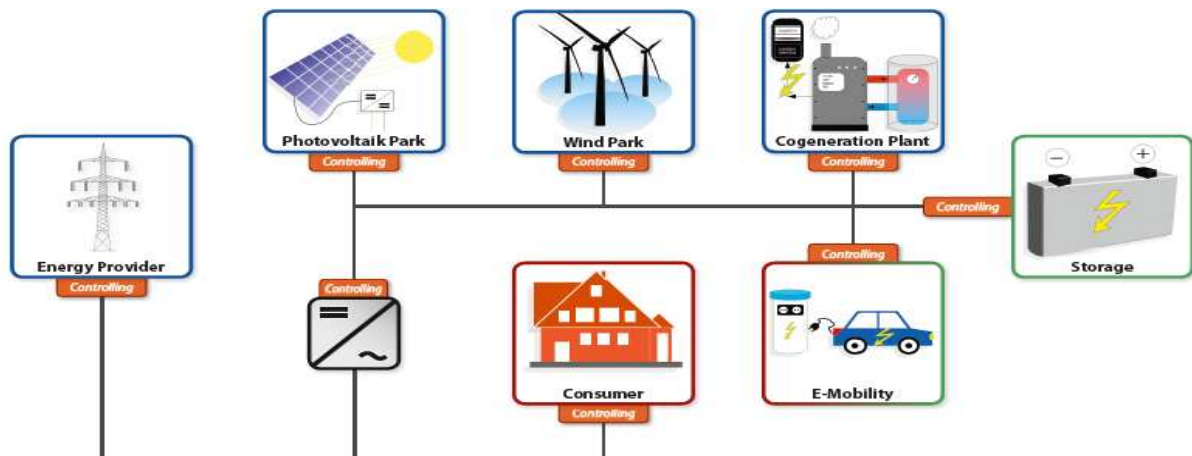 Photovoltaik Park
Controlling
Wind Park
Controlling
Cogeneration Plant
Controlling
Energy Provider
Controlling
Controlling
Storage
Controlling
Controlling
Consumer
Controlling
E-Mobility